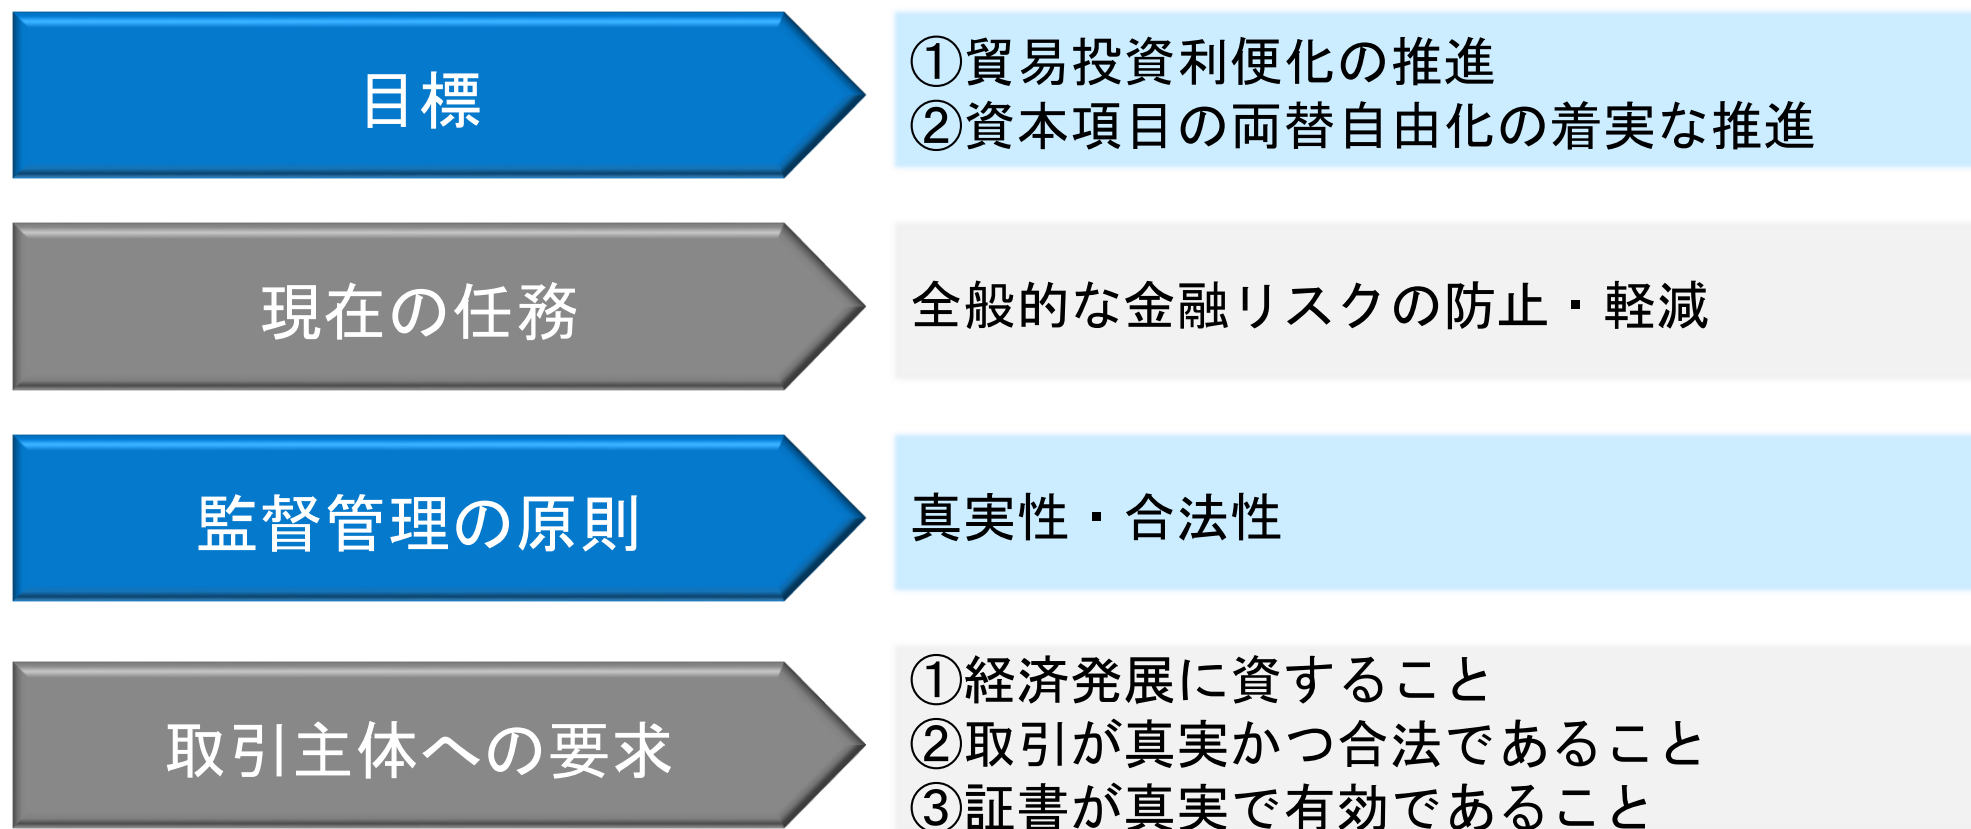 目標
①貿易投資利便化の推進
②資本項目の両替自由化の着実な推進
現在の任務
全般的な金融リスクの防止・軽減
監督管理の原則
真実性・合法性
取引主体への要求
①経済発展に資すること
②取引が真実かつ合法であること
③証書が真実で有効であること